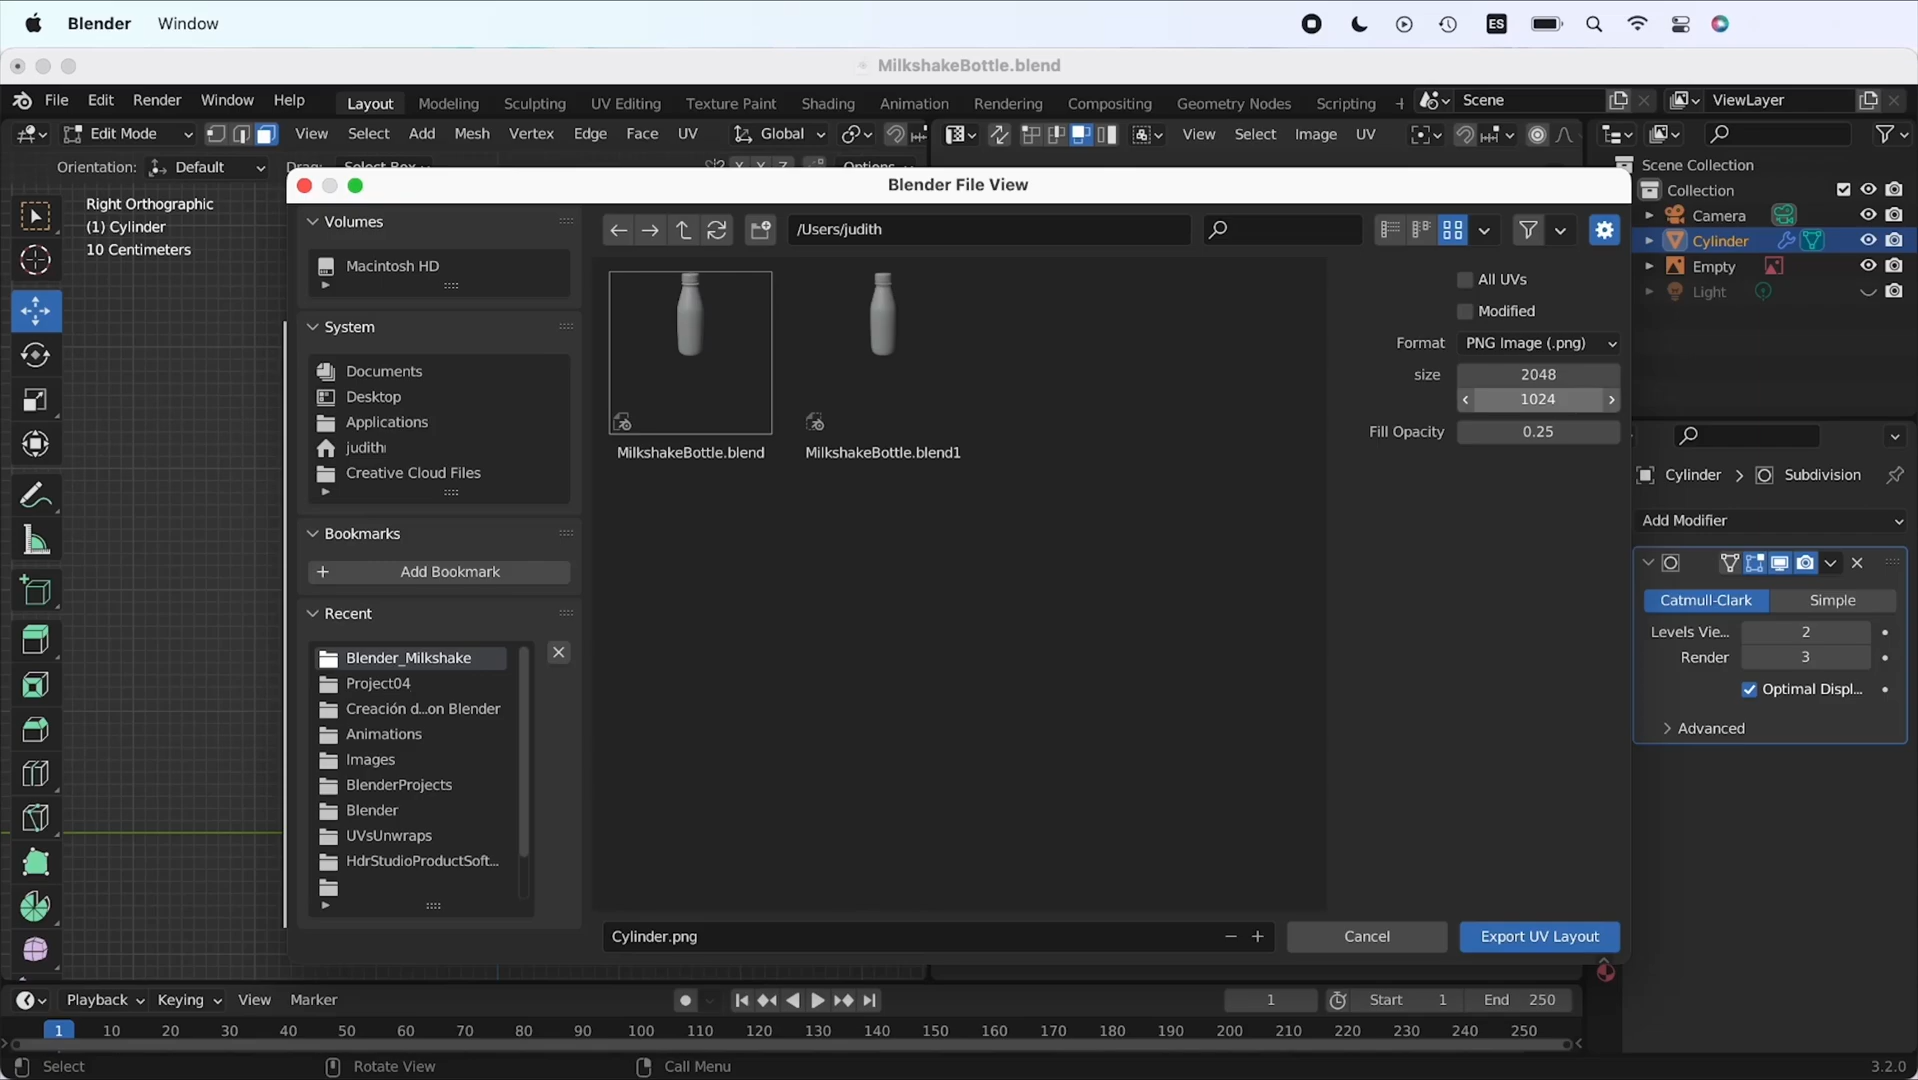 Blender Window ES
MilkshakeBottle.blend
File Edit Render Window Help Layout Modeling Sculpting UV Editing Texture Paint Shading Animation Rendering Compositing Geometry Nodes Scripting Scene ViewLayer
Edit Mode View Select Add Mesh Vertex Edge Face UV Global View Select Image UV
Orientation: Default
Right Orthographic
(1) Cylinder
10 Centimeters
Blender File View
Volumes
Macintosh HD
System
Documents
Desktop
Applications
judith
Creative Cloud Files
Bookmarks
Add Bookmark
Recent
Blender_Milkshake
Project04
Creación d...on Blender
Animations
Images
BlenderProjects
Blender
UVsUnwraps
HdrStudioProductSoft...
/Users/judith
MilkshakeBottle.blend
MilkshakeBottle.blend1
All UVs
Modified
Format PNG Image (.png)
size 2048
1024
Fill Opacity 0.25
Cylinder.png
Cancel
Export UV Layout
Scene Collection
Collection
Camera
Cylinder
Empty
Light
Cylinder Subdivision
Add Modifier
Catmull-Clark Simple
Levels Vie... 2
Render 3
Optimal Displ...
Advanced
Playback Keying View Marker 1 Start 1 End 250
1 10 20 30 40 50 60 70 80 90 100 110 120 130 140 150 160 170 180 190 200 210 220 230 240 250
Select Rotate View Call Menu 3.2.0